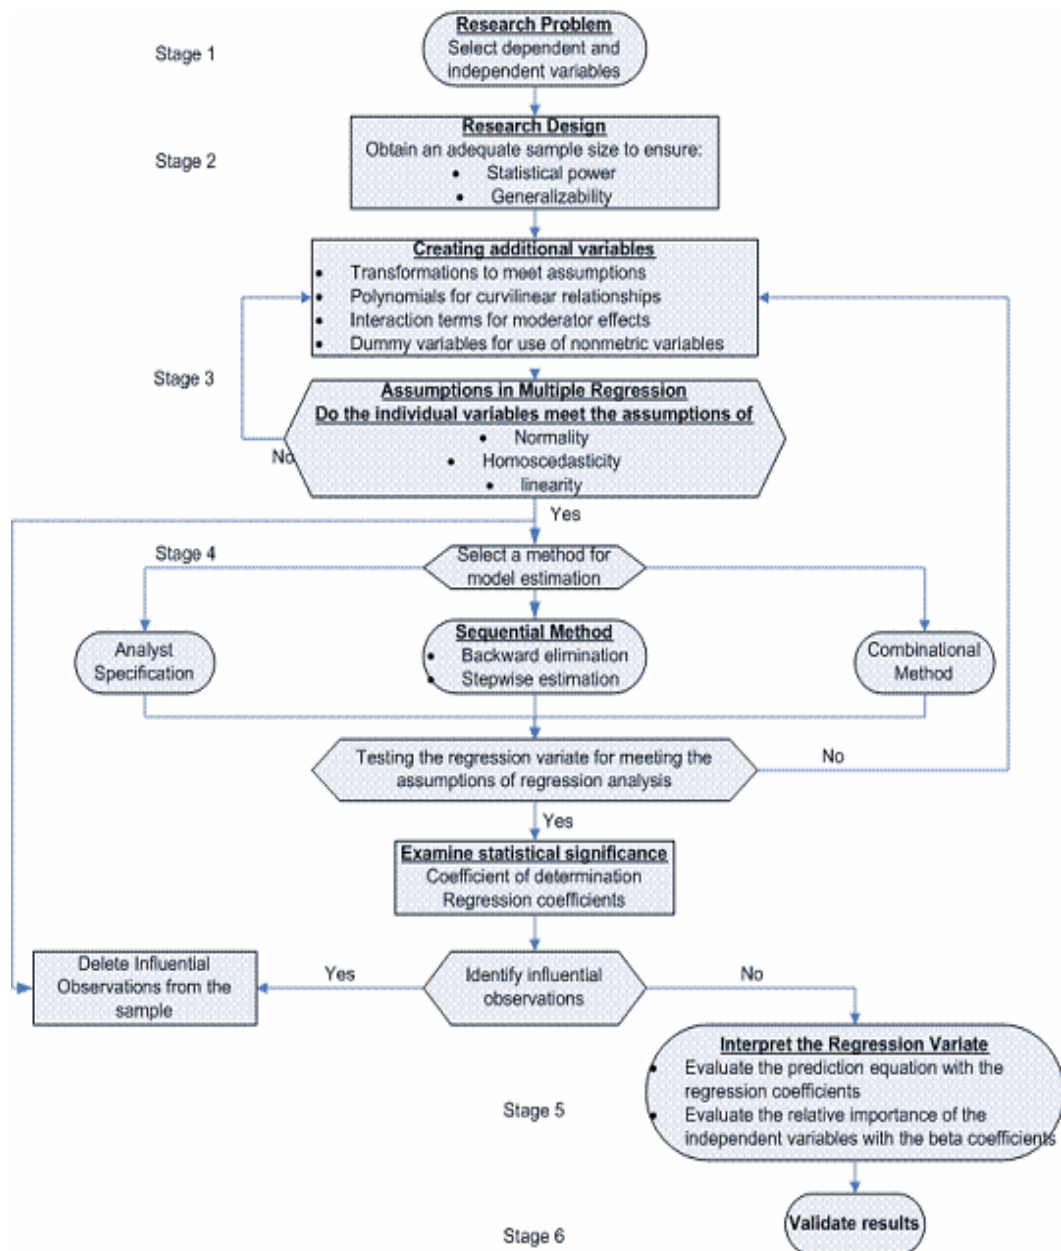 Research Problem
Stage 1
Select dependent and
independent variables
Research Design
Stage 2
Obtain an adequate sample size to ensure:
• Statistical power
• Generalizability
Creating additional variables
• Transformations to meet assumptions
• Polynomials for curvilinear relationships
• Interaction terms for moderator effects
• Dummy variables for use of nonmetric variables
Stage 3
Assumptions in Multiple Regression
Do the individual variables meet the assumptions of
• Normality
• Homoscedasticity
• linearity
No
Yes
Stage 4
Select a method for
model estimation
Analyst
Specification
Sequential Method
• Backward elimination
• Stepwise estimation
Combinational
Method
Testing the regression variate for meeting the
assumptions of regression analysis
No
Yes
Examine statistical significance
Coefficient of determination
Regression coefficients
Delete Influential
Observations from the
sample
Yes
Identify influential
observations
No
Interpret the Regression Variate
• Evaluate the prediction equation with the
regression coefficients
• Evaluate the relative importance of the
independent variables with the beta coefficients
Stage 5
Validate results
Stage 6